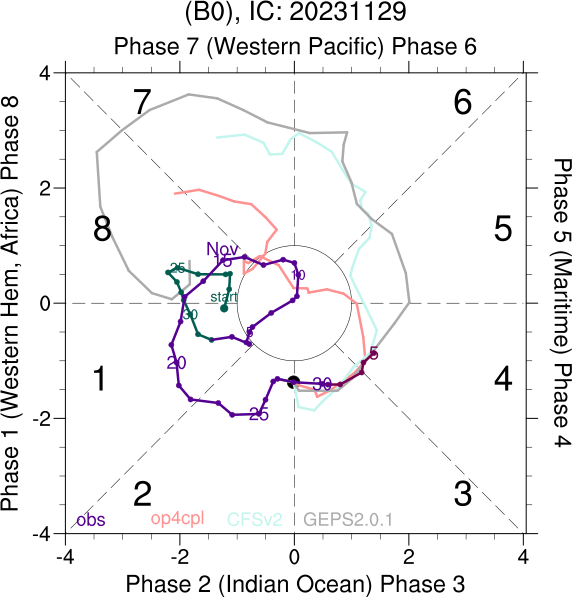 (B0), IC: 20231129
Phase 7 (Western Pacific) Phase 6
Phase 1 (Western Hem, Africa) Phase 8
Phase 5 (Maritime) Phase 4
4
2
0
-2
-4
7
6
8
5
1
4
2
3
Nov
15
25
10
start
30
5
5
20
30
25
obs
op4cpl
CFSv2
GEPS2.0.1
-4
-2
0
2
4
Phase 2 (Indian Ocean) Phase 3